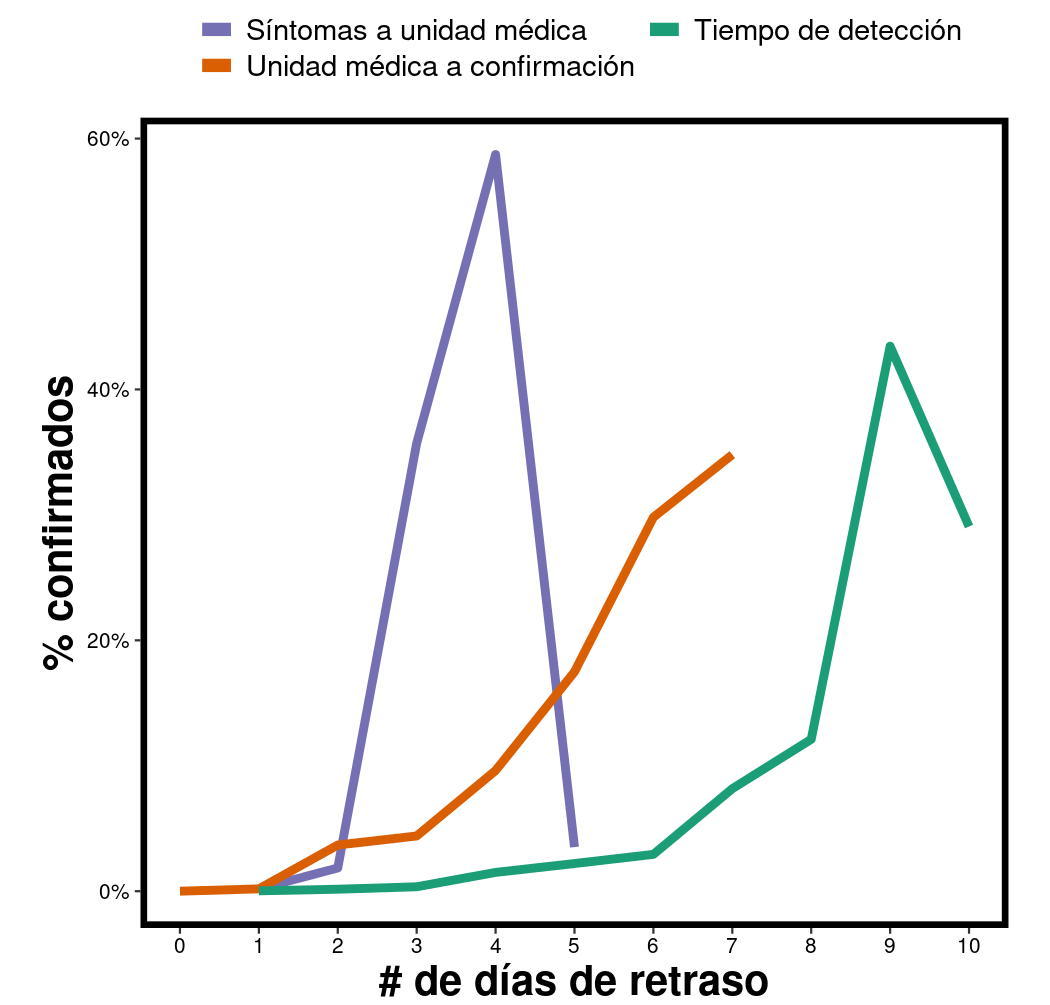 Síntomas a unidad médica
Tiempo de detección
Unidad médica a confirmación
60%
40%
20%
0%
% confirmados
0 1 2 3 4 5 6 7 8 9 10
# de días de retraso